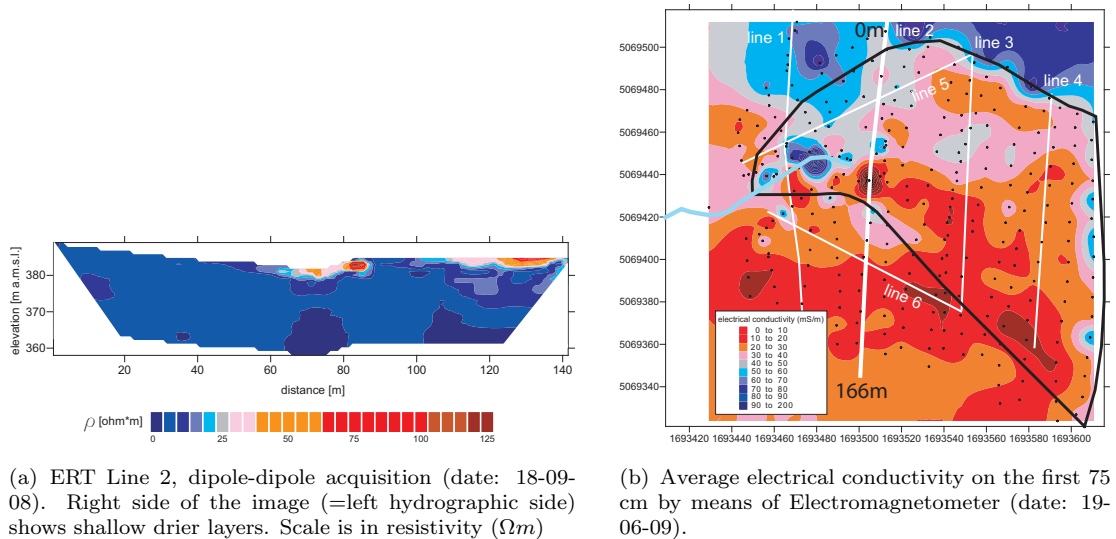 elevation [m a.m.s.l.]
380
370
360
20
40
60
80
100
120
140
distance [m]
ρ [ohm*m]
0
25
50
75
100
125
5069500
5069480
5069460
5069440
5069420
5069400
5069380
5069360
5069340
line 1
0m
line 2
line 3
line 4
line 5
line 6
166m
electrical conductivity (mS/m)
0 to 10
10 to 20
20 to 30
30 to 40
40 to 50
50 to 60
60 to 70
70 to 80
80 to 90
90 to 200
1693420
1693440
1693460
1693480
1693500
1693520
1693540
1693560
1693580
1693600
(a) ERT Line 2, dipole-dipole acquisition (date: 18-09-
08). Right side of the image (=left hydrographic side)
shows shallow drier layers. Scale is in resistivity (Ωm)
(b) Average electrical conductivity on the first 75
cm by means of Electromagnetometer (date: 19-
06-09).